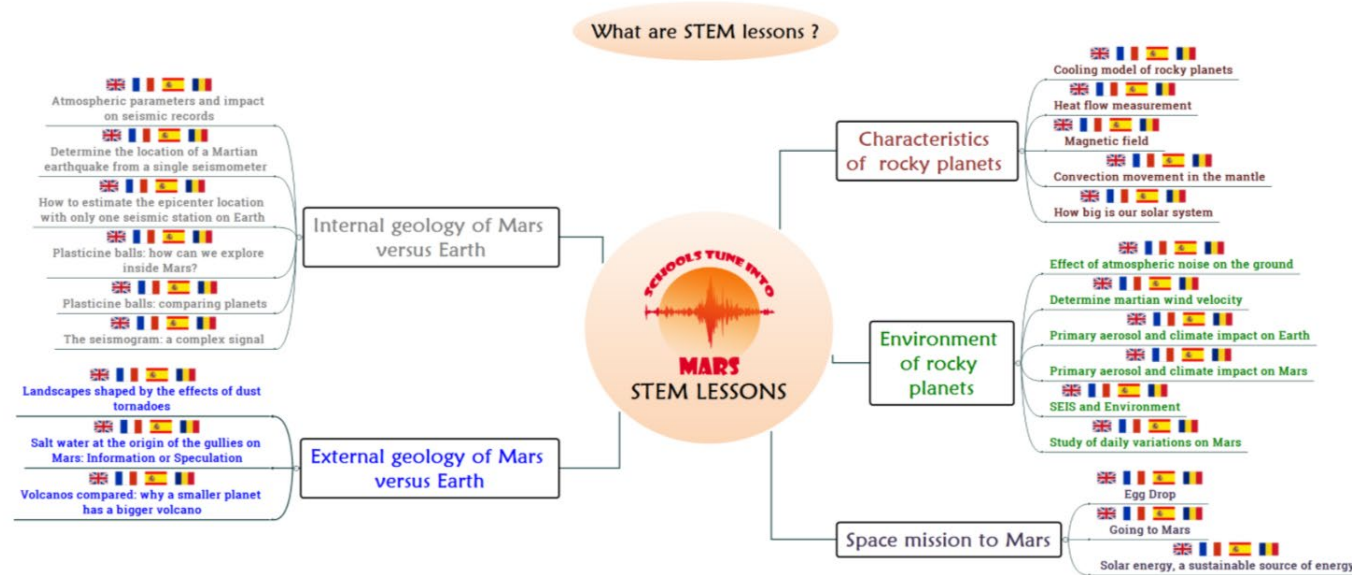 What are STEM lessons ?
Atmospheric parameters and impact
on seismic records
Determine the location of a Martian
earthquake from a single seismometer
How to estimate the epicenter location
with only one seismic station on Earth
Plasticine balls: how can we explore
inside Mars?
Plasticine balls: comparing planets
The seismogram: a complex signal
Internal geology of Mars
versus Earth
Landscapes shaped by the effects of dust
tornadoes
Salt water at the origin of the gullies on
Mars: Information or Speculation
Volcanos compared: why a smaller planet
has a bigger volcano
External geology of Mars
versus Earth
SCHOOLS TUNE INTO
MARS
STEM LESSONS
Characteristics
of rocky planets
Cooling model of rocky planets
Heat flow measurement
Magnetic field
Convection movement in the mantle
How big is our solar system
Environment
of rocky
planets
Effect of atmospheric noise on the ground
Determine martian wind velocity
Primary aerosol and climate impact on Earth
Primary aerosol and climate impact on Mars
SEIS and Environment
Study of daily variations on Mars
Space mission to Mars
Egg Drop
Going to Mars
Solar energy, a sustainable source of energy